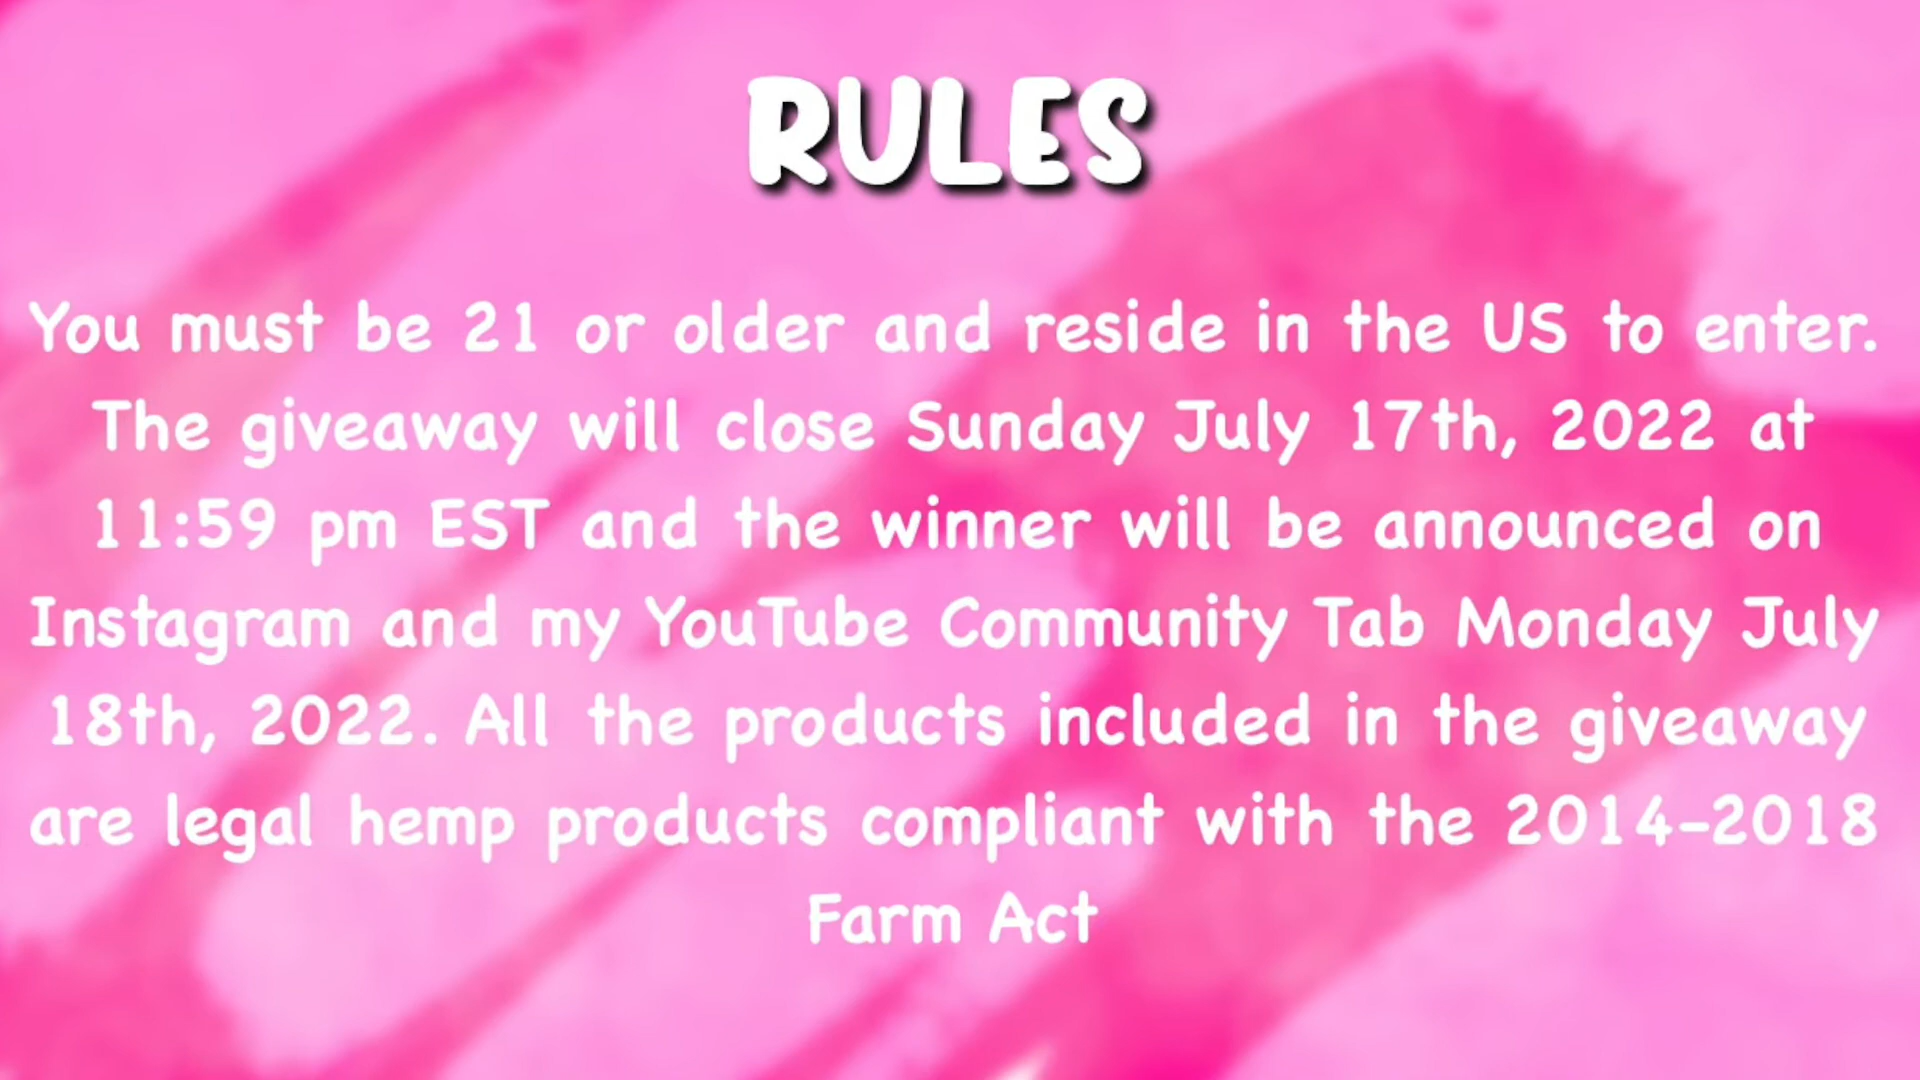 RULES
You must be 21 or older and reside in the US to enter.
The giveaway will close Sunday July 17th, 2022 at
11:59 pm EST and the winner will be announced on
Instagram and my YouTube Community Tab Monday July
18th, 2022. All the products included in the giveaway
are legal hemp products compliant with the 2014-2018
Farm Act